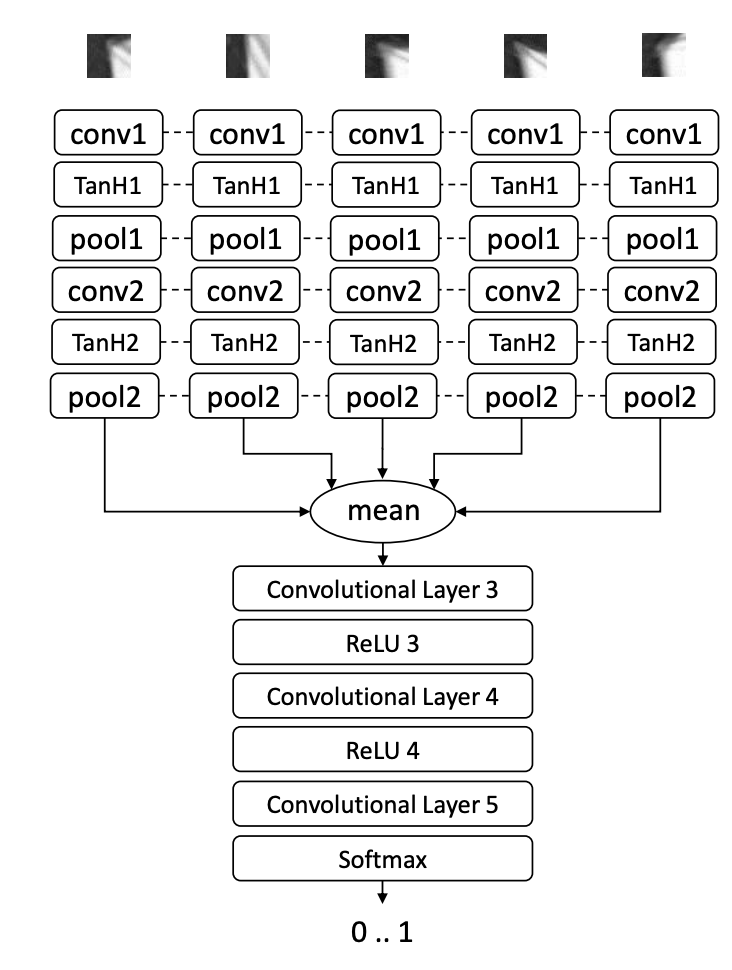 conv1 conv1 conv1 conv1 conv1
TanH1 TanH1 TanH1 TanH1 TanH1
pool1 pool1 pool1 pool1 pool1
conv2 conv2 conv2 conv2 conv2
TanH2 TanH2 TanH2 TanH2 TanH2
pool2 pool2 pool2 pool2 pool2
mean
Convolutional Layer 3
ReLU 3
Convolutional Layer 4
ReLU 4
Convolutional Layer 5
Softmax
0 .. 1